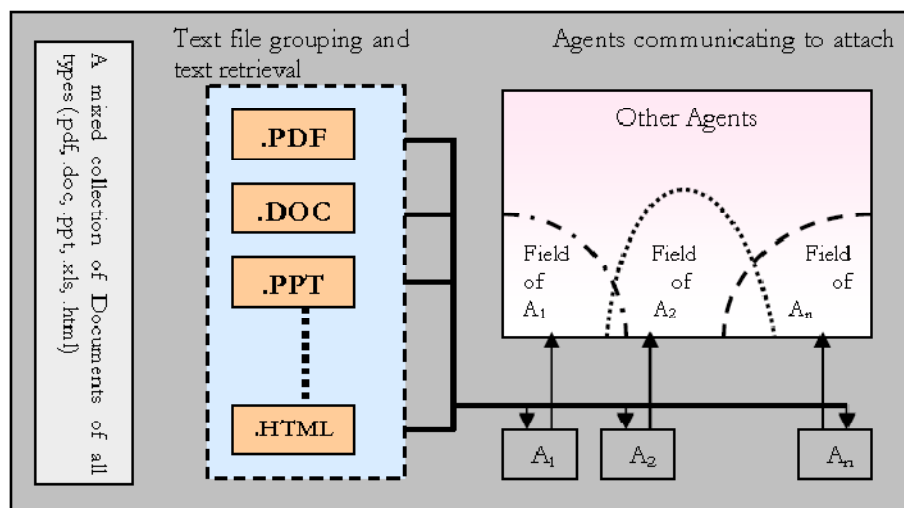 A mixed collection of Documents of all
types (.pdf, .doc, .ppt, .xls, .html)
Text file grouping and
text retrieval
.PDF
.DOC
.PPT
.HTML
Agents communicating to attach
Other Agents
Field
of
A1
Field
of
A2
Field
of
An
A1
A2
An